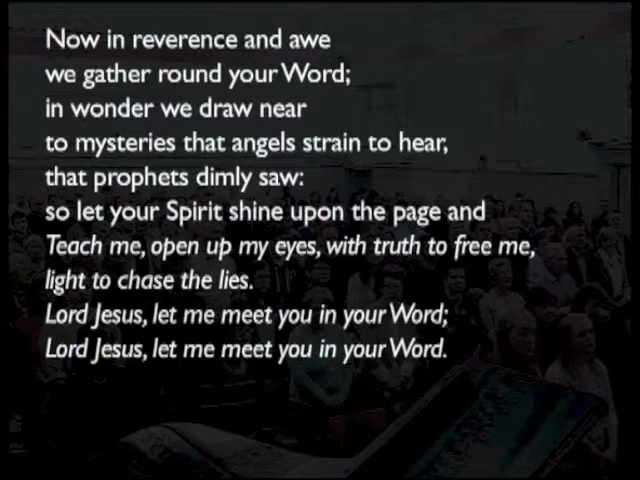 Now in reverence and awe
we gather round your Word;
in wonder we draw near
to mysteries that angels strain to hear,
that prophets dimly saw:
so let your Spirit shine upon the page and
Teach me, open up my eyes, with truth to free me,
light to chase the lies.
Lord Jesus, let me meet you in your Word;
Lord Jesus, let me meet you in your Word.